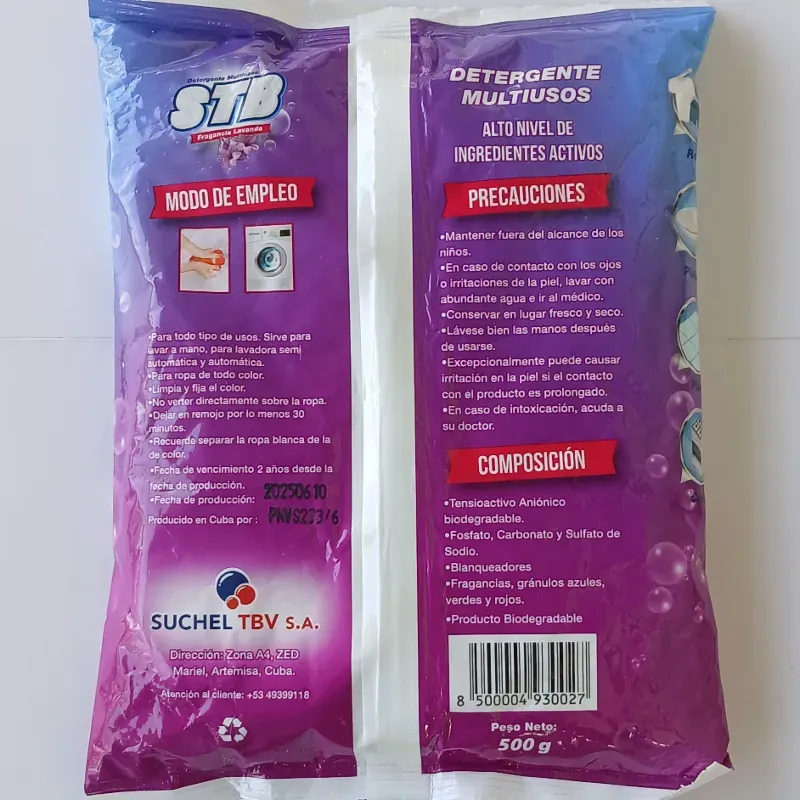 Detergente Multiusos
STB
Fragancia Lavanda
MODO DE EMPLEO
•Para todo tipo de usos. Sirve para
lavar a mano, para lavadora semi
automática y automática.
•Para ropa de todo color.
•Limpia y fija el color.
•No verter directamente sobre la ropa.
•Dejar en remojo por lo menos 30
minutos.
•Recuerde separar la ropa blanca de la
de color.
•Fecha de vencimiento 2 años desde la
fecha de producción.
•Fecha de producción: 20250610
Producido en Cuba por : PNVS233/6
SUCHEL TBV S.A.
Dirección: Zona A4, ZED
Mariel, Artemisa, Cuba.
Atención al cliente: +53 49399118
DETERGENTE
MULTIUSOS
ALTO NIVEL DE
INGREDIENTES ACTIVOS
PRECAUCIONES
•Mantener fuera del alcance de los
niños.
•En caso de contacto con los ojos
o irritaciones de la piel, lavar con
abundante agua e ir al médico.
•Conservar en lugar fresco y seco.
•Lávese bien las manos después
de usarse.
•Excepcionalmente puede causar
irritación en la piel si el contacto
con el producto es prolongado.
•En caso de intoxicación, acuda a
su doctor.
COMPOSICIÓN
•Tensioactivo Aniónico
biodegradable.
•Fosfato, Carbonato y Sulfato de
Sodio.
•Blanqueadores
•Fragancias, gránulos azules,
verdes y rojos.
•Producto Biodegradable
8 500004 930027
Peso Neto:
500 g